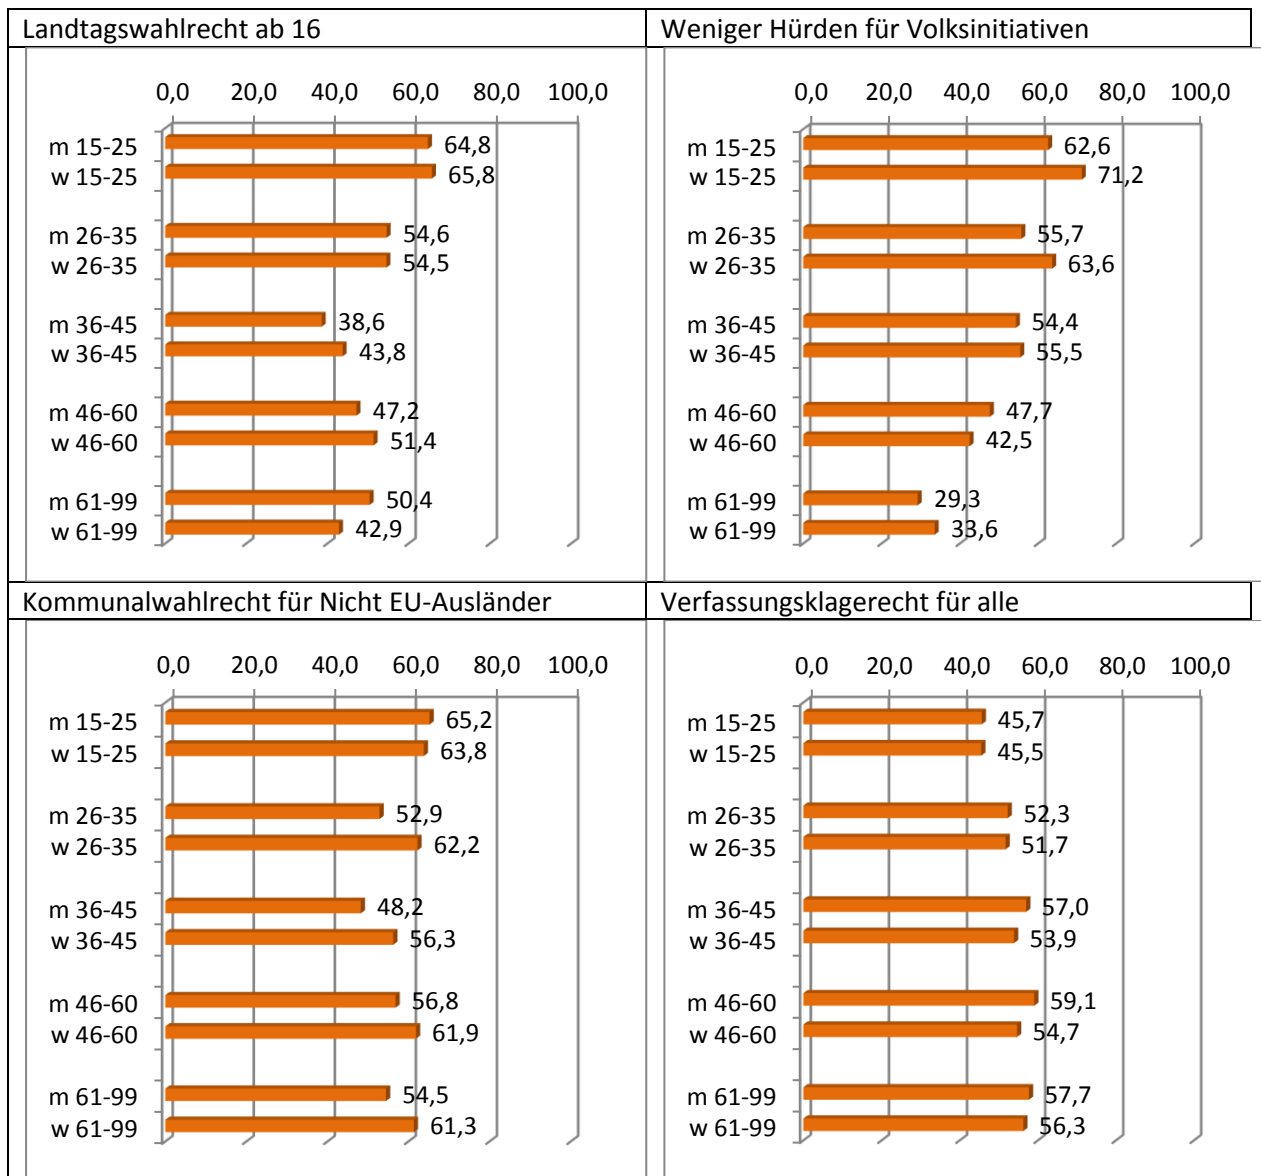 Landtagswahlrecht ab 16
0,0 20,0 40,0 60,0 80,0 100,0
m 15-25 64,8
w 15-25 65,8
m 26-35 54,6
w 26-35 54,5
m 36-45 38,6
w 36-45 43,8
m 46-60 47,2
w 46-60 51,4
m 61-99 50,4
w 61-99 42,9
Weniger Hürden für Volksinitiativen
0,0 20,0 40,0 60,0 80,0 100,0
m 15-25 62,6
w 15-25 71,2
m 26-35 55,7
w 26-35 63,6
m 36-45 54,4
w 36-45 55,5
m 46-60 47,7
w 46-60 42,5
m 61-99 29,3
w 61-99 33,6
Kommunalwahlrecht für Nicht EU-Ausländer
0,0 20,0 40,0 60,0 80,0 100,0
m 15-25 65,2
w 15-25 63,8
m 26-35 52,9
w 26-35 62,2
m 36-45 48,2
w 36-45 56,3
m 46-60 56,8
w 46-60 61,9
m 61-99 54,5
w 61-99 61,3
Verfassungsklagerecht für alle
0,0 20,0 40,0 60,0 80,0 100,0
m 15-25 45,7
w 15-25 45,5
m 26-35 52,3
w 26-35 51,7
m 36-45 57,0
w 36-45 53,9
m 46-60 59,1
w 46-60 54,7
m 61-99 57,7
w 61-99 56,3